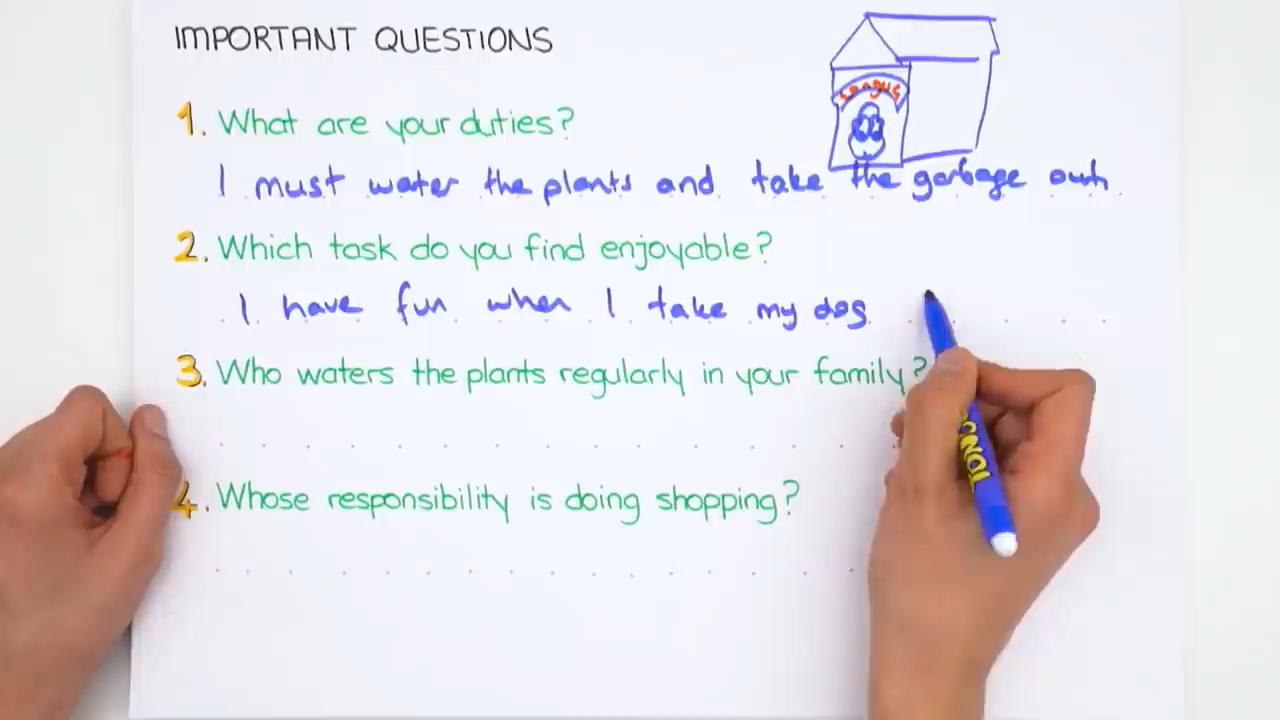 IMPORTANT QUESTIONS
1. What are your duties?
I must water the plants and take the garbage out.
2. Which task do you find enjoyable?
I have fun when I take my dog
3. Who waters the plants regularly in your family?
4. Whose responsibility is doing shopping?